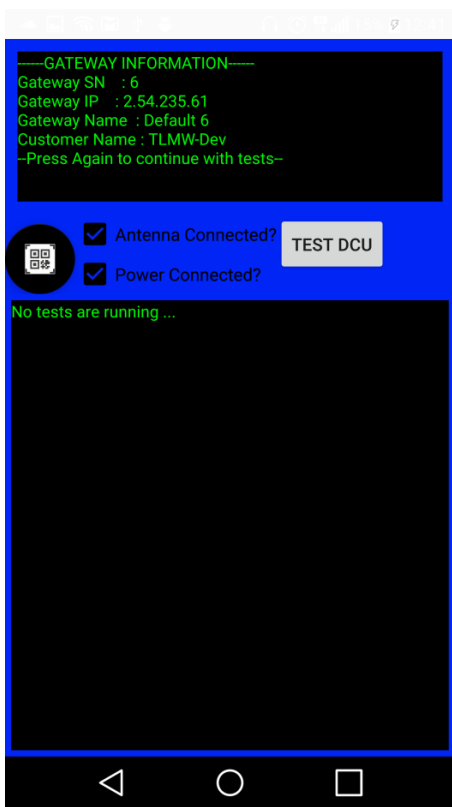 -----GATEWAY INFORMATION-----
Gateway SN : 6
Gateway IP : 2.54.235.61
Gateway Name : Default 6
Customer Name : TLMW-Dev
--Press Again to continue with tests--
Antenna Connected?
TEST DCU
Power Connected?
No tests are running ...